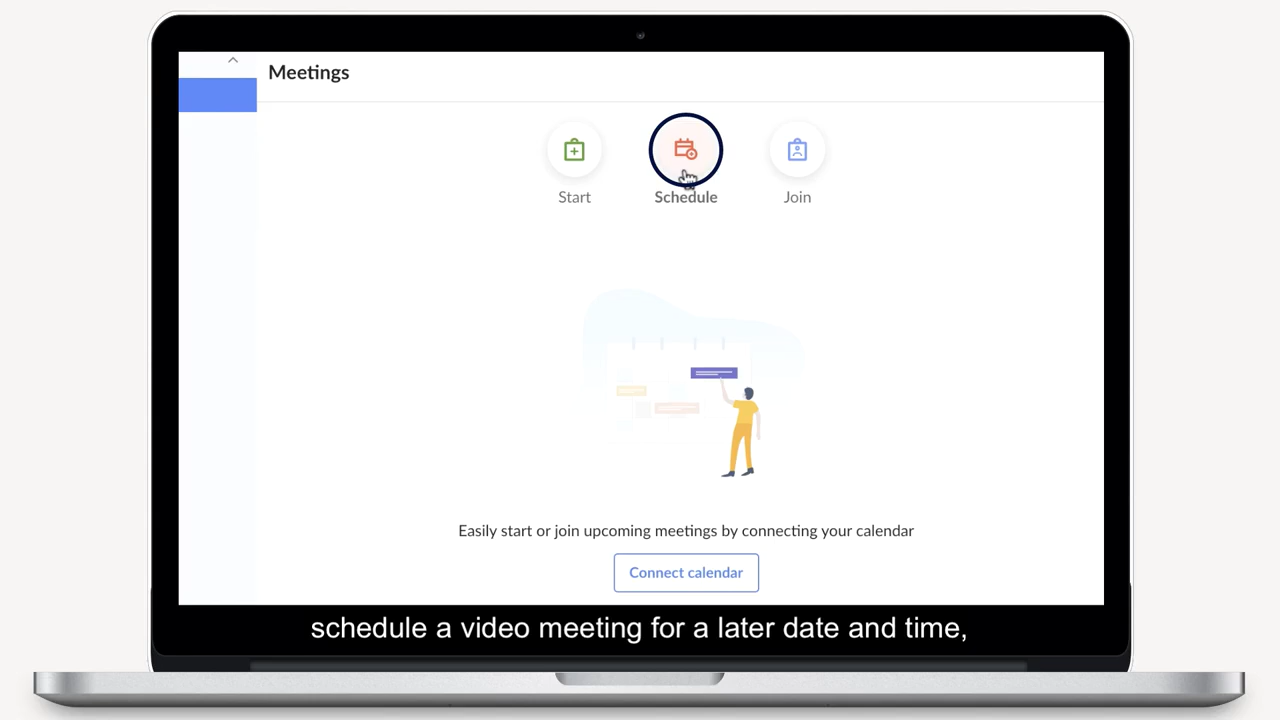 Meetings
Start
Schedule
Join
Easily start or join upcoming meetings by connecting your calendar
Connect calendar
schedule a video meeting for a later date and time,